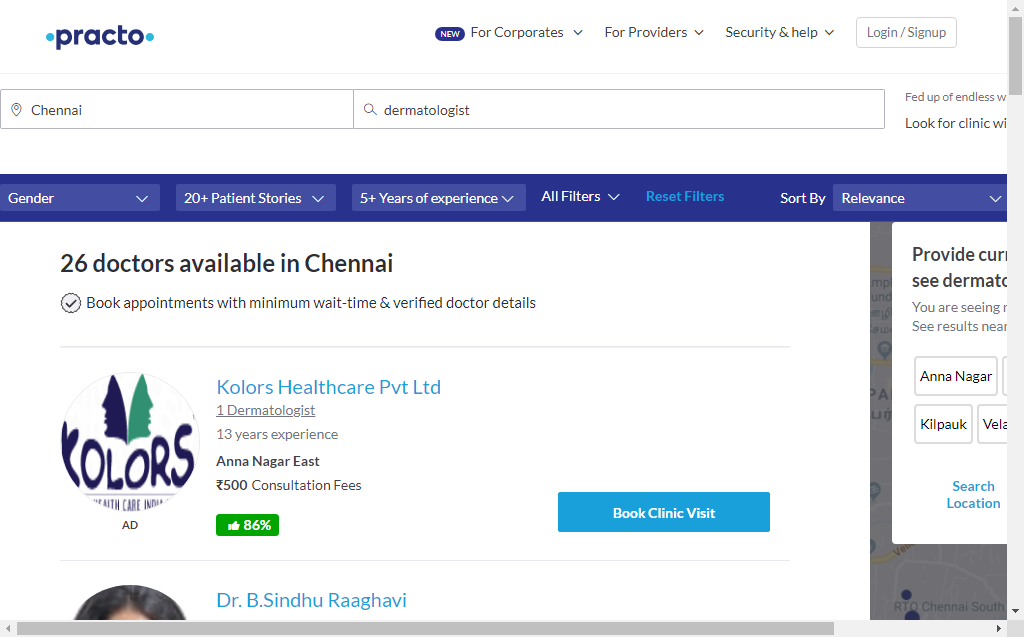 practo
NEW For Corporates
For Providers
Security & help
Login / Signup
Chennai
dermatologist
Fed up of endless w
Look for clinic wi
Gender
20+ Patient Stories
5+ Years of experience
All Filters
Reset Filters
Sort By
Relevance
26 doctors available in Chennai
Book appointments with minimum wait-time & verified doctor details
KOLORS
HEALTH CARE INDIA
AD
Kolors Healthcare Pvt Ltd
1 Dermatologist
13 years experience
Anna Nagar East
₹500 Consultation Fees
86%
Book Clinic Visit
Dr. B.Sindhu Raaghavi
Provide curr
see dermato
You are seeing r
See results near
Anna Nagar
Kilpauk
Vela
Search
Location
RTO Chennai South